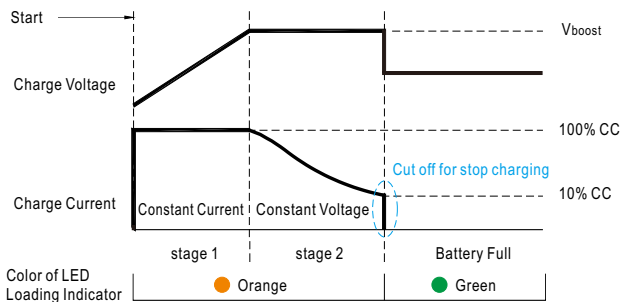 Start
Vboost
Charge Voltage
100% CC
Cut off for stop charging
10% CC
Charge Current
Constant Current
Constant Voltage
stage 1
stage 2
Battery Full
Color of LED
Loading Indicator
Orange
Green